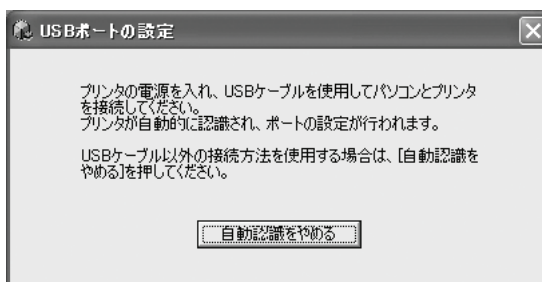 USBポートの設定
プリンタの電源を入れ、USBケーブルを使用してパソコンとプリンタ
を接続してください。
プリンタが自動的に認識され、ポートの設定が行われます。
USBケーブル以外の接続方法を使用する場合は、[自動認識を
やめる]を押してください。
自動認識をやめる